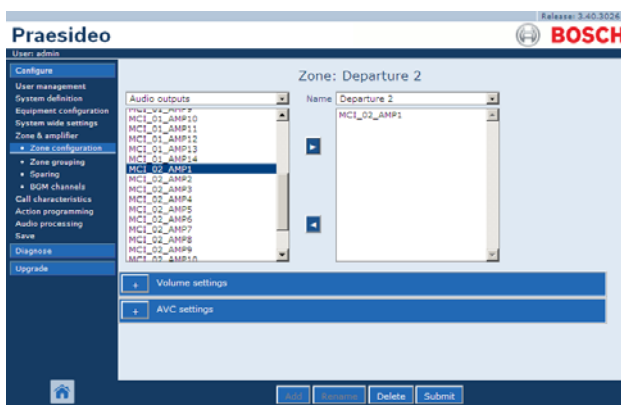 Release: 3.40.3026
Praesideo
BOSCH
User: admin
Configure
User management
System definition
Equipment configuration
System wide settings
Zone & amplifier
• Zone configuration
• Zone grouping
• Sparing
• BGM channels
Call characteristics
Action programming
Audio processing
Save
Diagnose
Upgrade
Zone: Departure 2
Audio outputs
Name
Departure 2
MCI_01_AMP9
MCI_01_AMP10
MCI_01_AMP11
MCI_01_AMP12
MCI_01_AMP13
MCI_01_AMP14
MCI_02_AMP1
MCI_02_AMP2
MCI_02_AMP3
MCI_02_AMP4
MCI_02_AMP5
MCI_02_AMP6
MCI_02_AMP7
MCI_02_AMP8
MCI_02_AMP9
MCI_02_AMP10
MCI_02_AMP1
+ Volume settings
+ AVC settings
Add
Rename
Delete
Submit